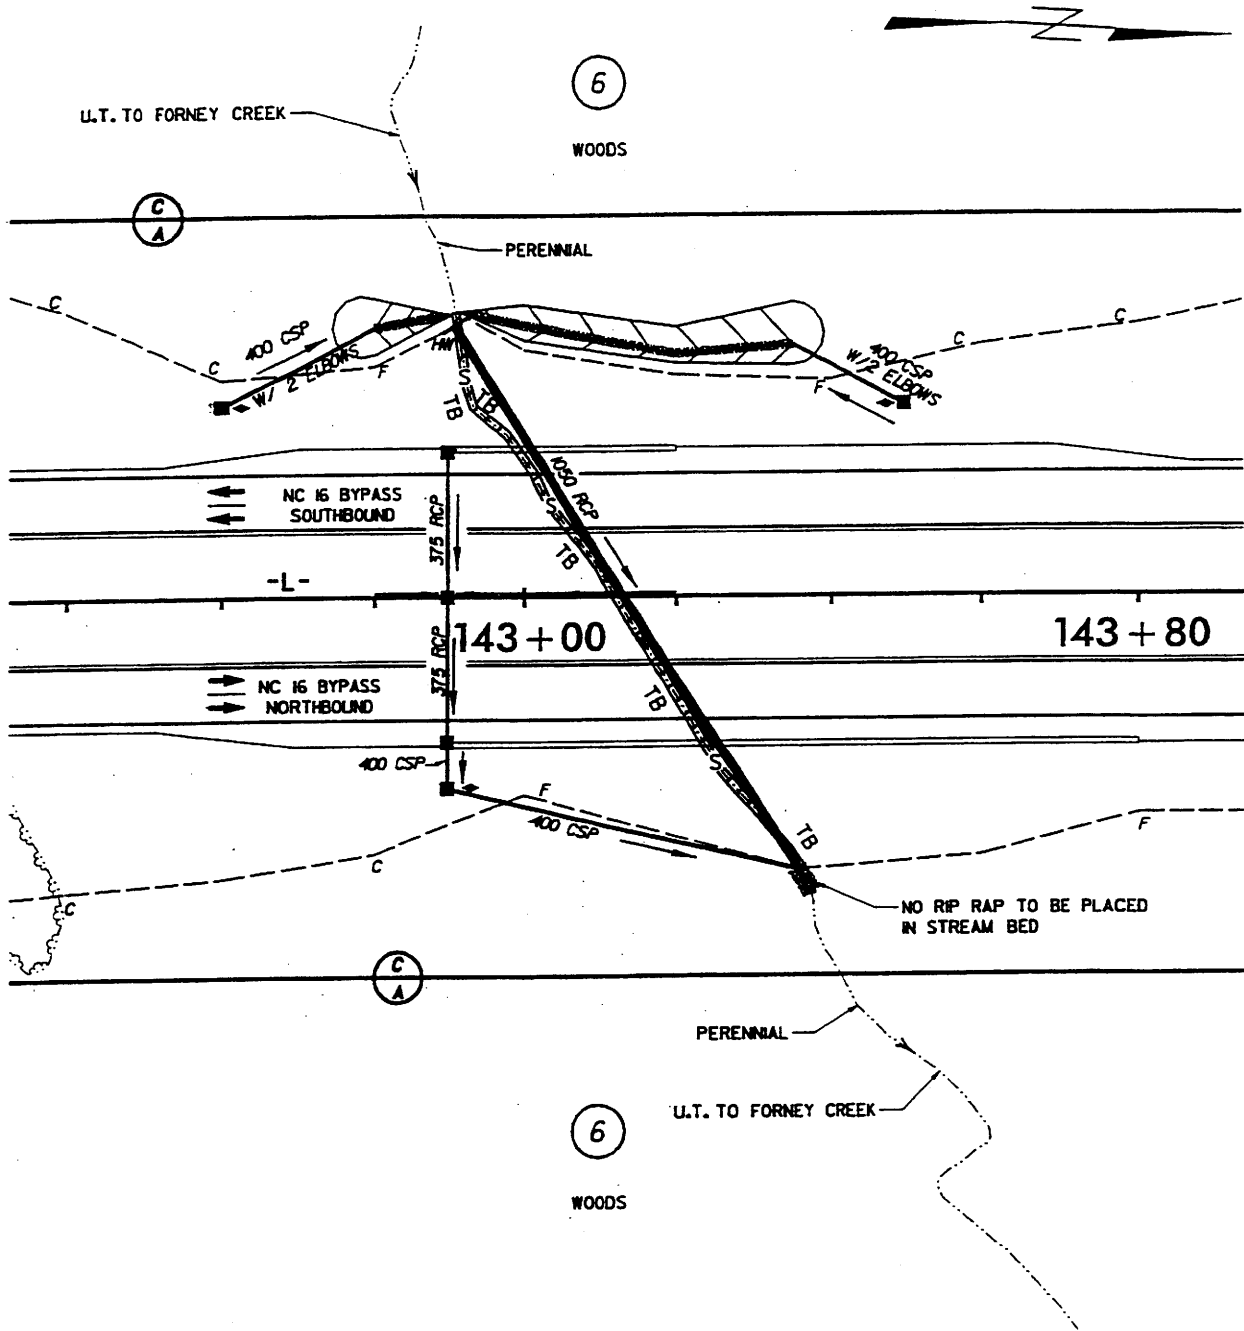 N
6
U.T. TO FORNEY CREEK
WOODS
C
A
PERENNIAL
C
C
C
C
400 CSP
W/ 2 ELBOWS
F
HW
400 CSP
W/2 ELBOWS
F
S
TB
TB
1050 RCP
NC 16 BYPASS
SOUTHBOUND
375 RCP
S
TB
-L-
143+00
143+80
375 RCP
NC 16 BYPASS
NORTHBOUND
TB
S
400 CSP
F
400 CSP
TB
F
C
C
NO RIP RAP TO BE PLACED
IN STREAM BED
C
A
PERENNIAL
U.T. TO FORNEY CREEK
6
WOODS